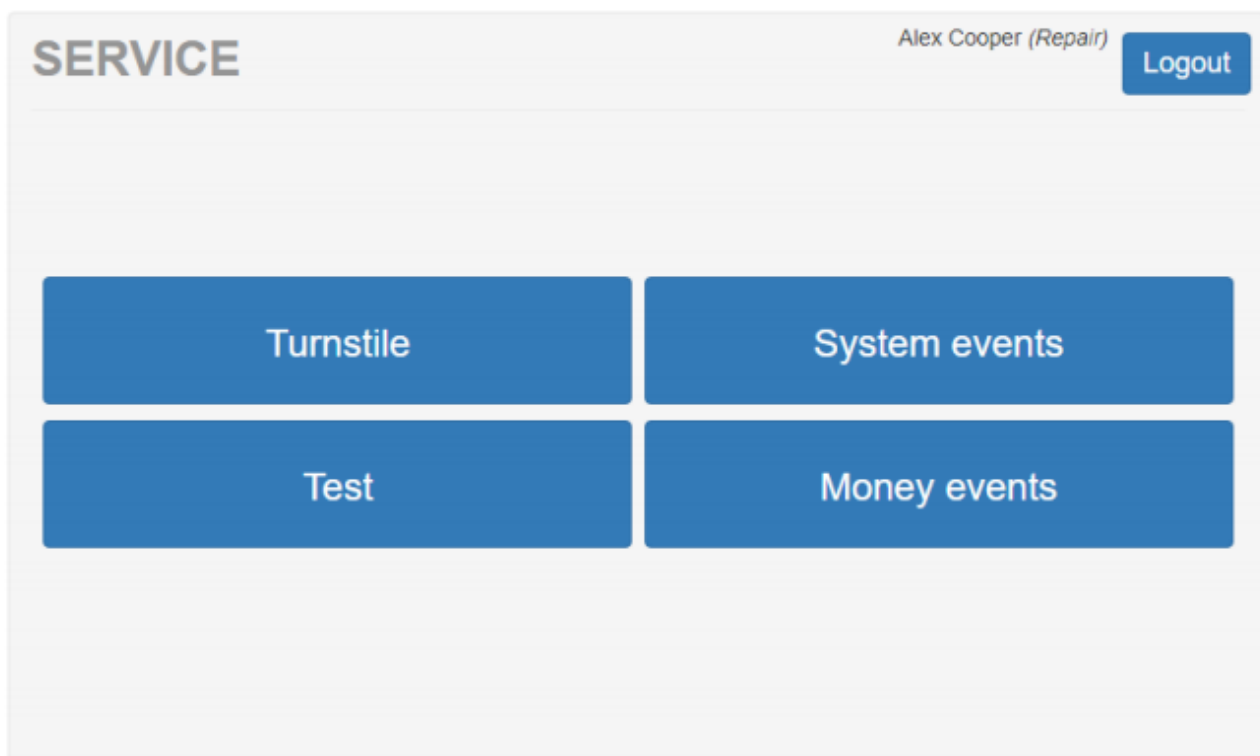 SERVICE
Alex Cooper (Repair)
Logout
Turnstile
System events
Test
Money events